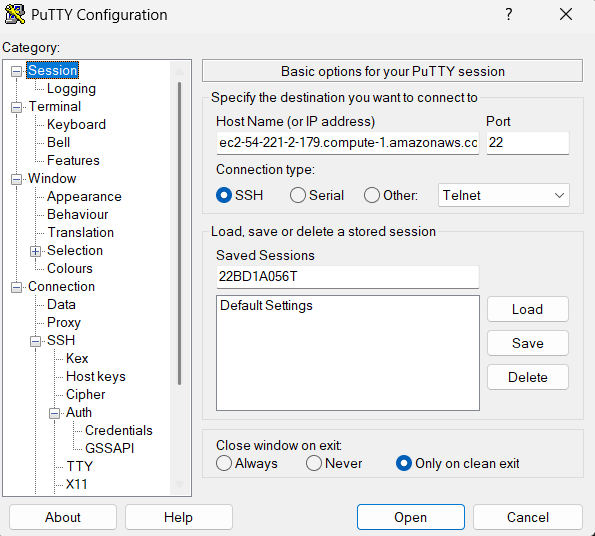 PuTTY Configuration
?
Category:
Session
Logging
Terminal
Keyboard
Bell
Features
Window
Appearance
Behaviour
Translation
Selection
Colours
Connection
Data
Proxy
SSH
Kex
Host keys
Cipher
Auth
Credentials
GSSAPI
TTY
X11
Basic options for your PuTTY session
Specify the destination you want to connect to
Host Name (or IP address) Port
ec2-54-221-2-179.compute-1.amazonaws.cc 22
Connection type:
SSH Serial Other: Telnet
Load, save or delete a stored session
Saved Sessions
22BD1A056T
Default Settings
Load
Save
Delete
Close window on exit:
Always Never Only on clean exit
About Help Open Cancel